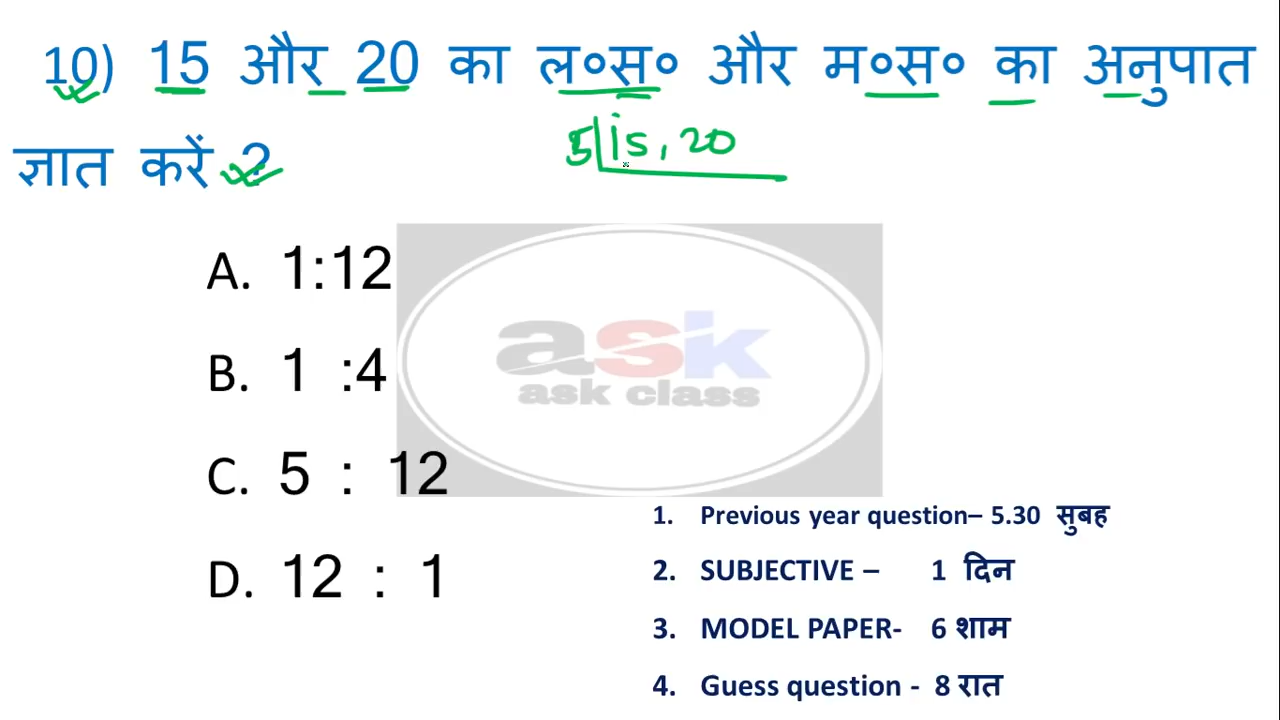 10) 15 और 20 का ल॰स॰ और म॰स॰ का अनुपात
ज्ञात करें ?
5 15, 20
A. 1:12
B. 1 :4
C. 5 : 12
D. 12 : 1
ask
ask class
1. Previous year question– 5.30 सुबह
2. SUBJECTIVE – 1 दिन
3. MODEL PAPER- 6 शाम
4. Guess question - 8 रात